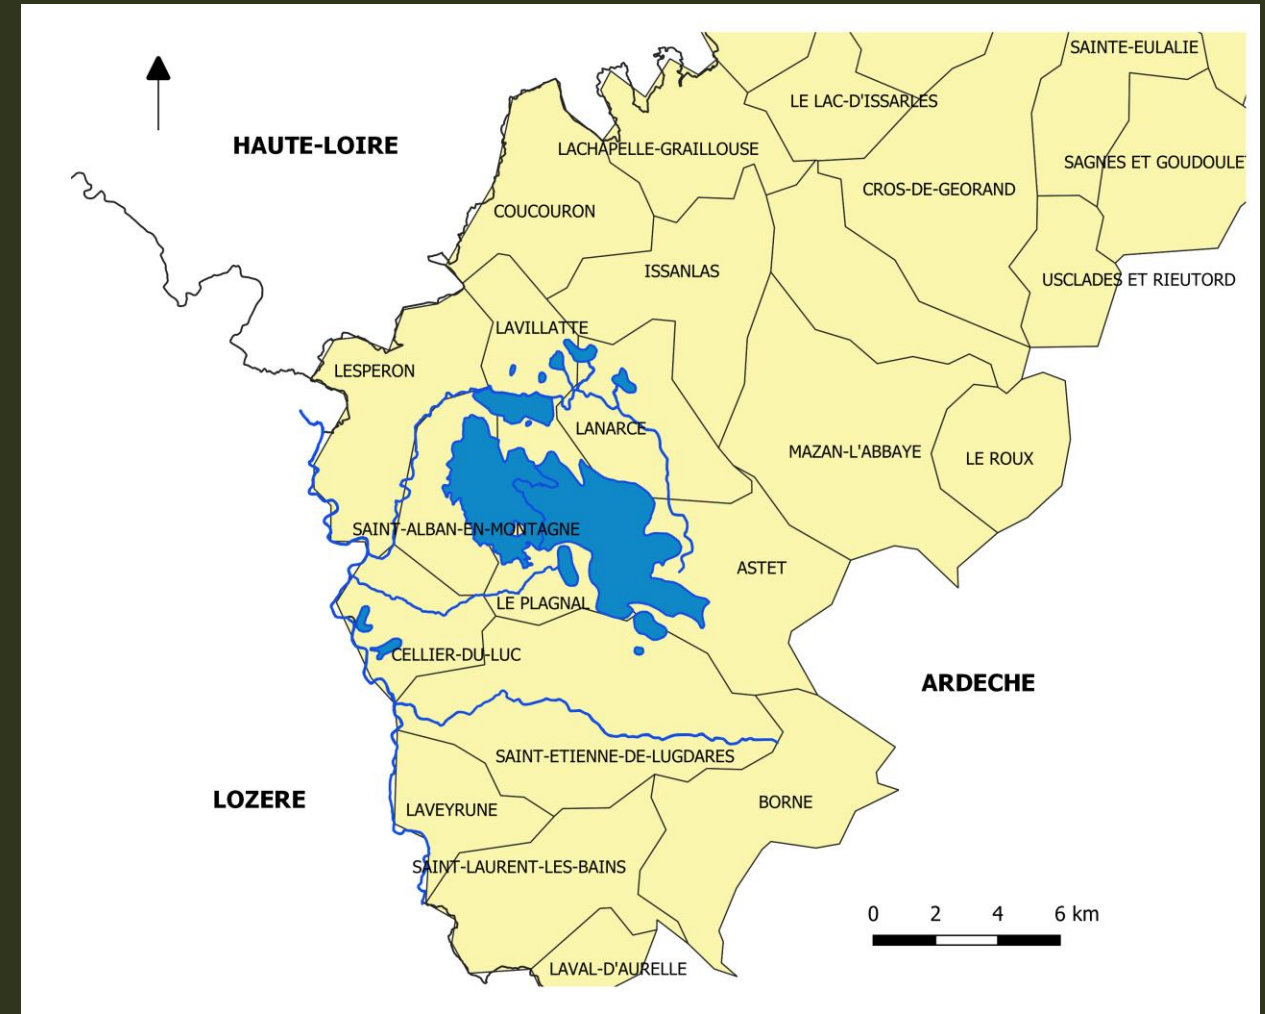 SAINTE-EULALIE
LE LAC-D'ISSARLES
HAUTE-LOIRE
LACHAPELLE-GRAILLOUSE
SAGNES ET GOUDOULE
CROS-DE-GEORAND
COUCOURON
ISSANLAS
USCLADES ET RIEUTORD
LAVILLATTE
LESPERON
LANARCE
MAZAN-L'ABBAYE
LE ROUX
SAINT-ALBAN-EN-MONTAGNE
ASTET
LE PLAGNAL
CELLIER-DU-LUC
ARDECHE
SAINT-ETIENNE-DE-LUGDARES
LOZERE
BORNE
LAVEYRUNE
SAINT-LAURENT-LES-BAINS
0 2 4 6 km
LAVAL-D'AURELLE